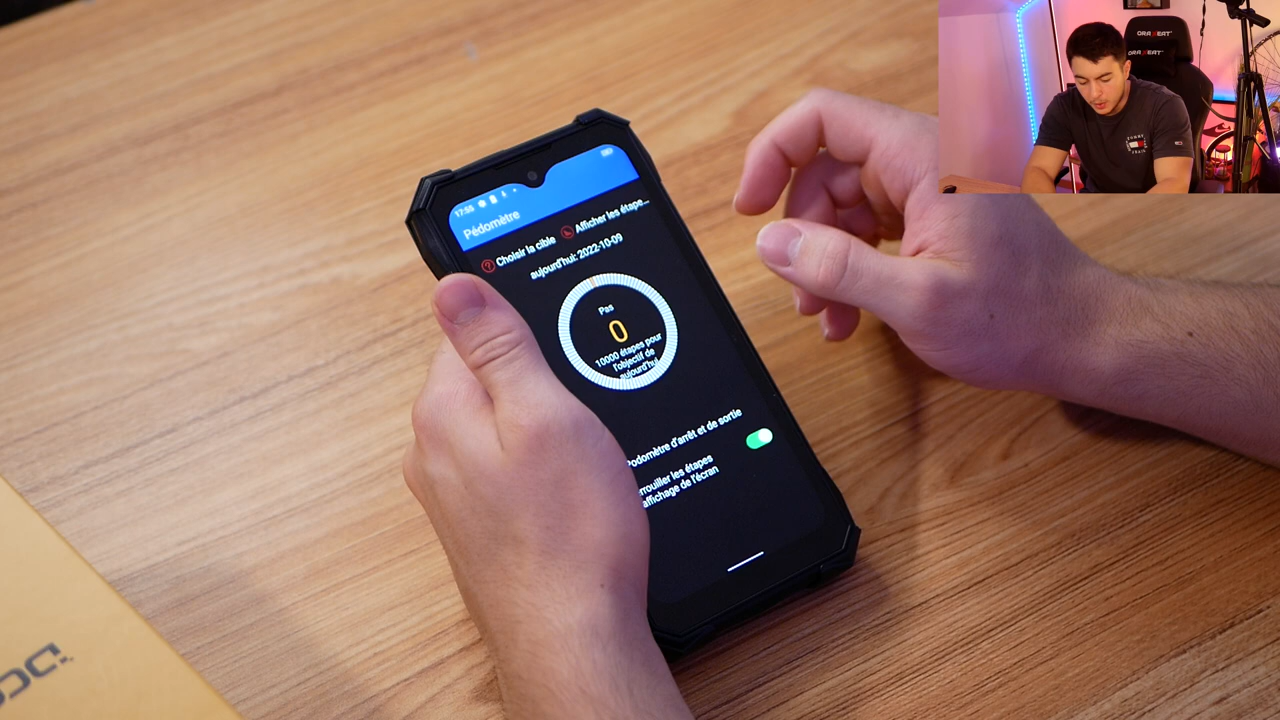 17:55
Pédomètre
Choisir la cible
Afficher les étape...
aujourd'hui: 2022-10-09
Pas
0
10000 étapes pour
l'objectif de
aujourd'hui
Podomètre d'arrêt et de sortie
rrouiller les étapes
affichage de l'écran